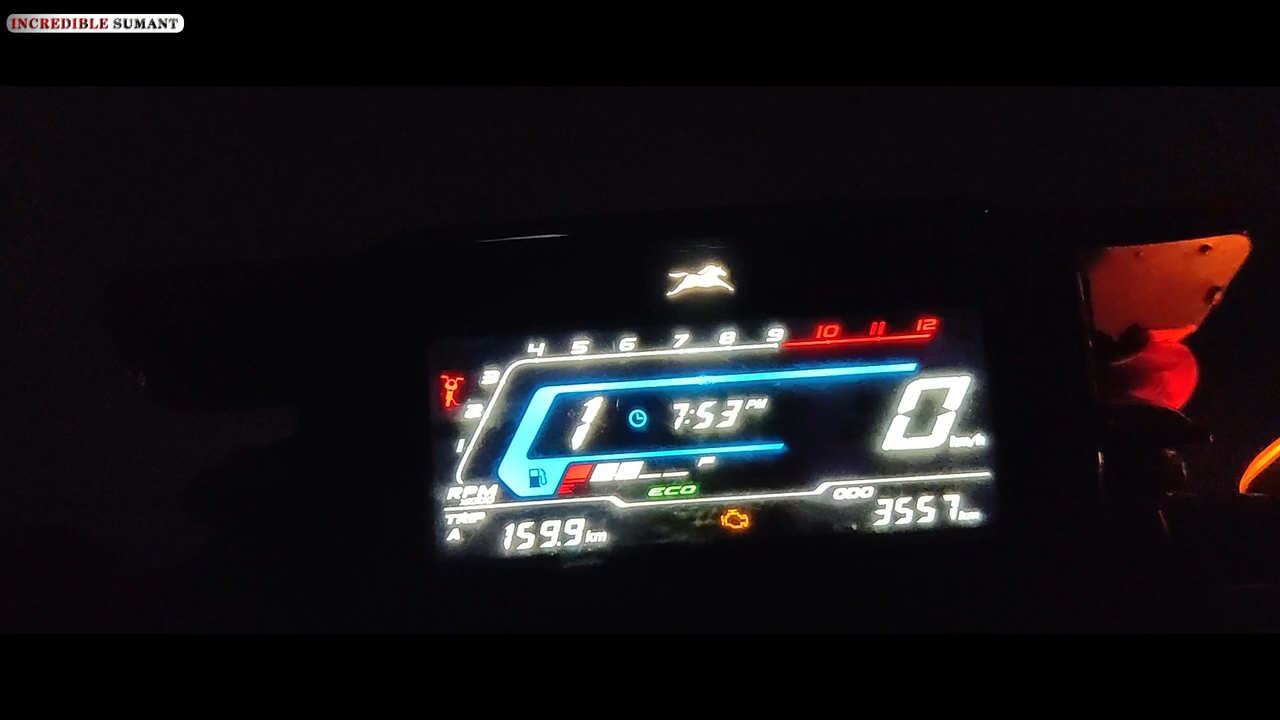 INCREDIBLE SUMANT
4 5 6 7 8 9 10 11 12
3
2
1
1 7:53 PM
0 km/h
F
E
RPM
ECO
ODO
TRIP
A
159.9 km
3557 km